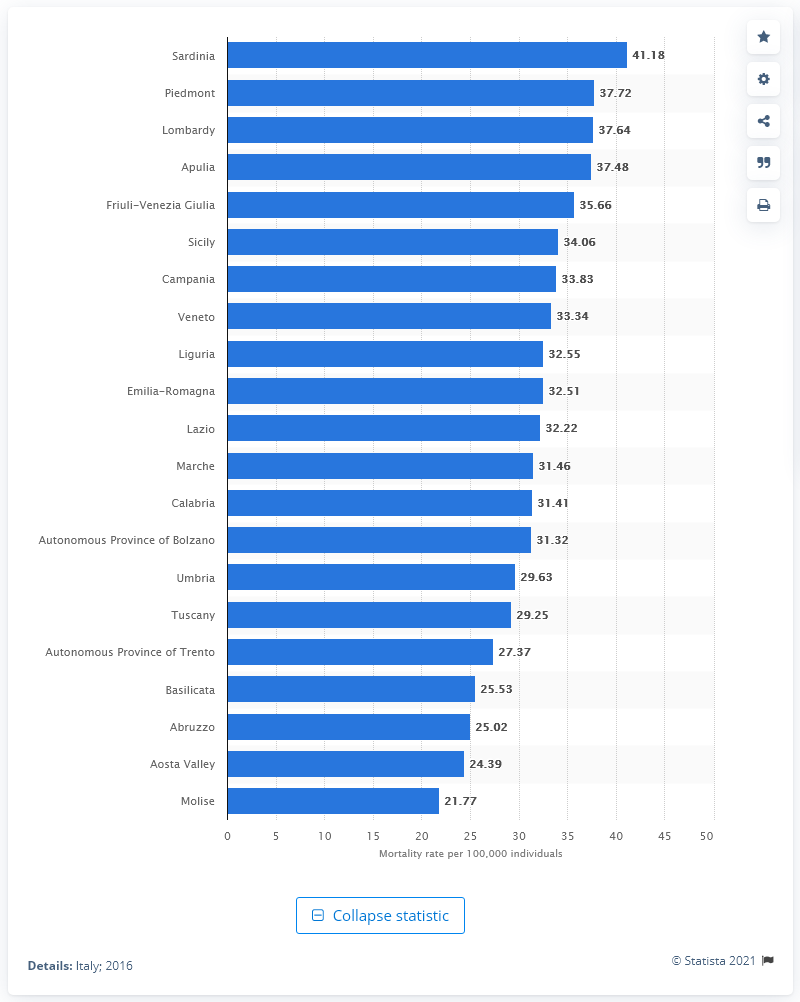 Sardinia 41.18
Piedmont 37.72
Lombardy 37.64
Apulia 37.48
Friuli-Venezia Giulia 35.66
Sicily 34.06
Campania 33.83
Veneto 33.34
Liguria 32.55
Emilia-Romagna 32.51
Lazio 32.22
Marche 31.46
Calabria 31.41
Autonomous Province of Bolzano 31.32
Umbria 29.63
Tuscany 29.25
Autonomous Province of Trento 27.37
Basilicata 25.53
Abruzzo 25.02
Aosta Valley 24.39
Molise 21.77
0 5 10 15 20 25 30 35 40 45 50
Mortality rate per 100,000 individuals
Collapse statistic
Details: Italy; 2016
© Statista 2021